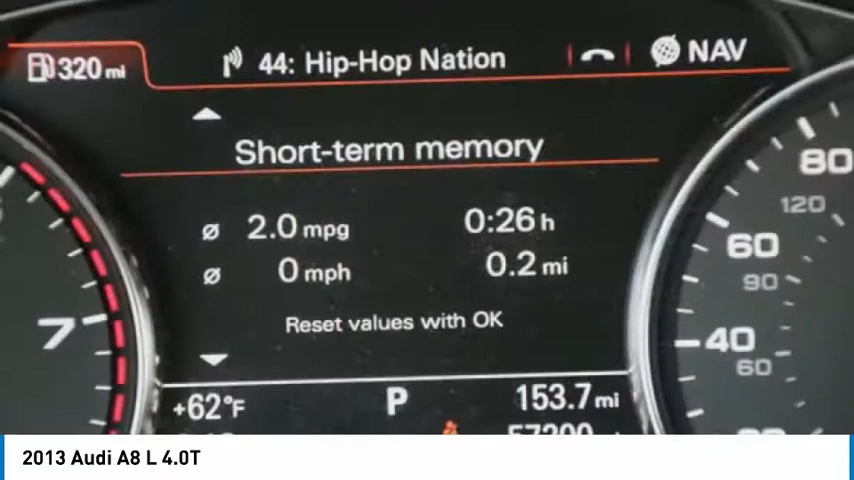 320 mi 44: Hip-Hop Nation NAV
Short-term memory
ø 2.0 mpg 0:26 h
ø 0 mph 0.2 mi
Reset values with OK
+62°F P 153.7 mi
7
80
120
60
90
40
60
2013 Audi A8 L 4.0T